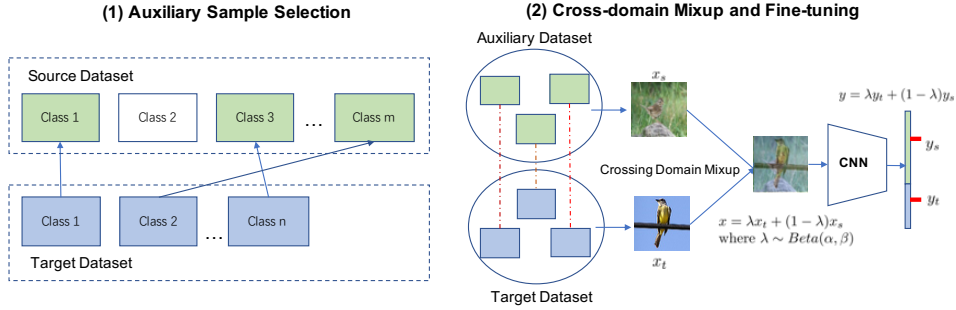 (1) Auxiliary Sample Selection
Source Dataset
Class 1
Class 2
Class 3
...
Class m
Class 1
Class 2
...
Class n
Target Dataset
(2) Cross-domain Mixup and Fine-tuning
Auxiliary Dataset
x_s
y = λy_t + (1 − λ)y_s
CNN
y_s
Crossing Domain Mixup
y_t
x = λx_t + (1 − λ)x_s
where λ ∼ Beta(α, β)
x_t
Target Dataset